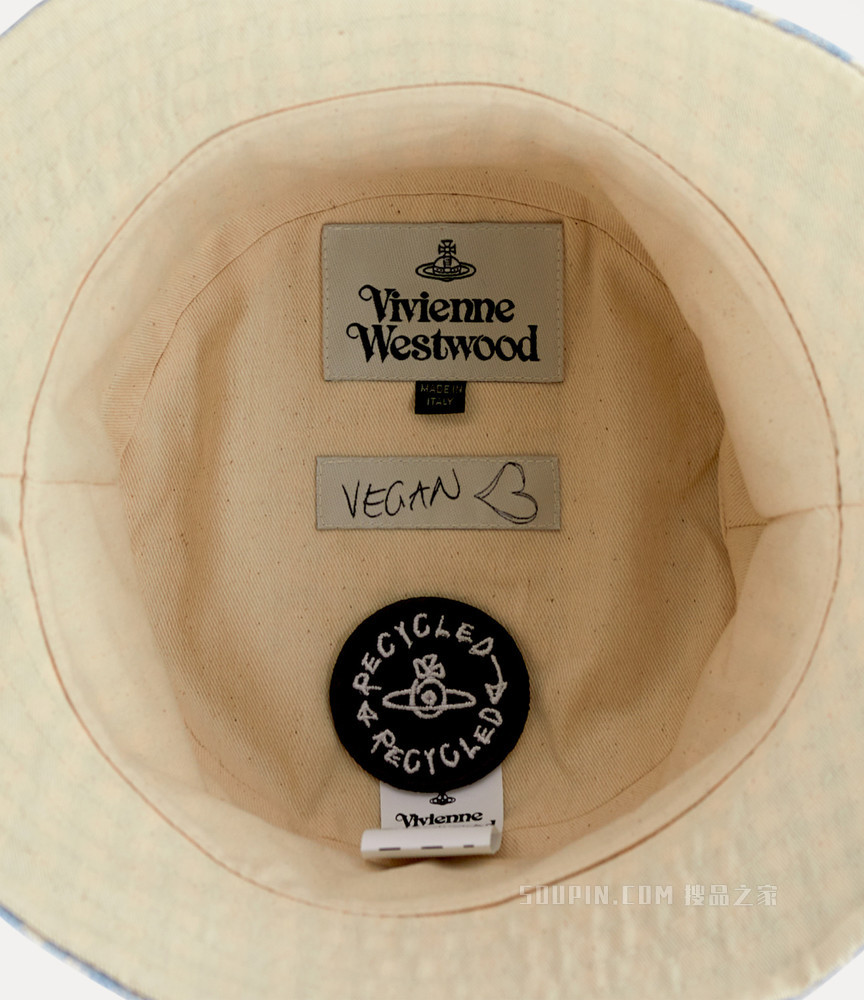 Vivienne
Westwood
MADE IN
ITALY
VEGAN
RECYCLED
RECYCLED
Vivienne
SOUPIN.COM 搜品之家